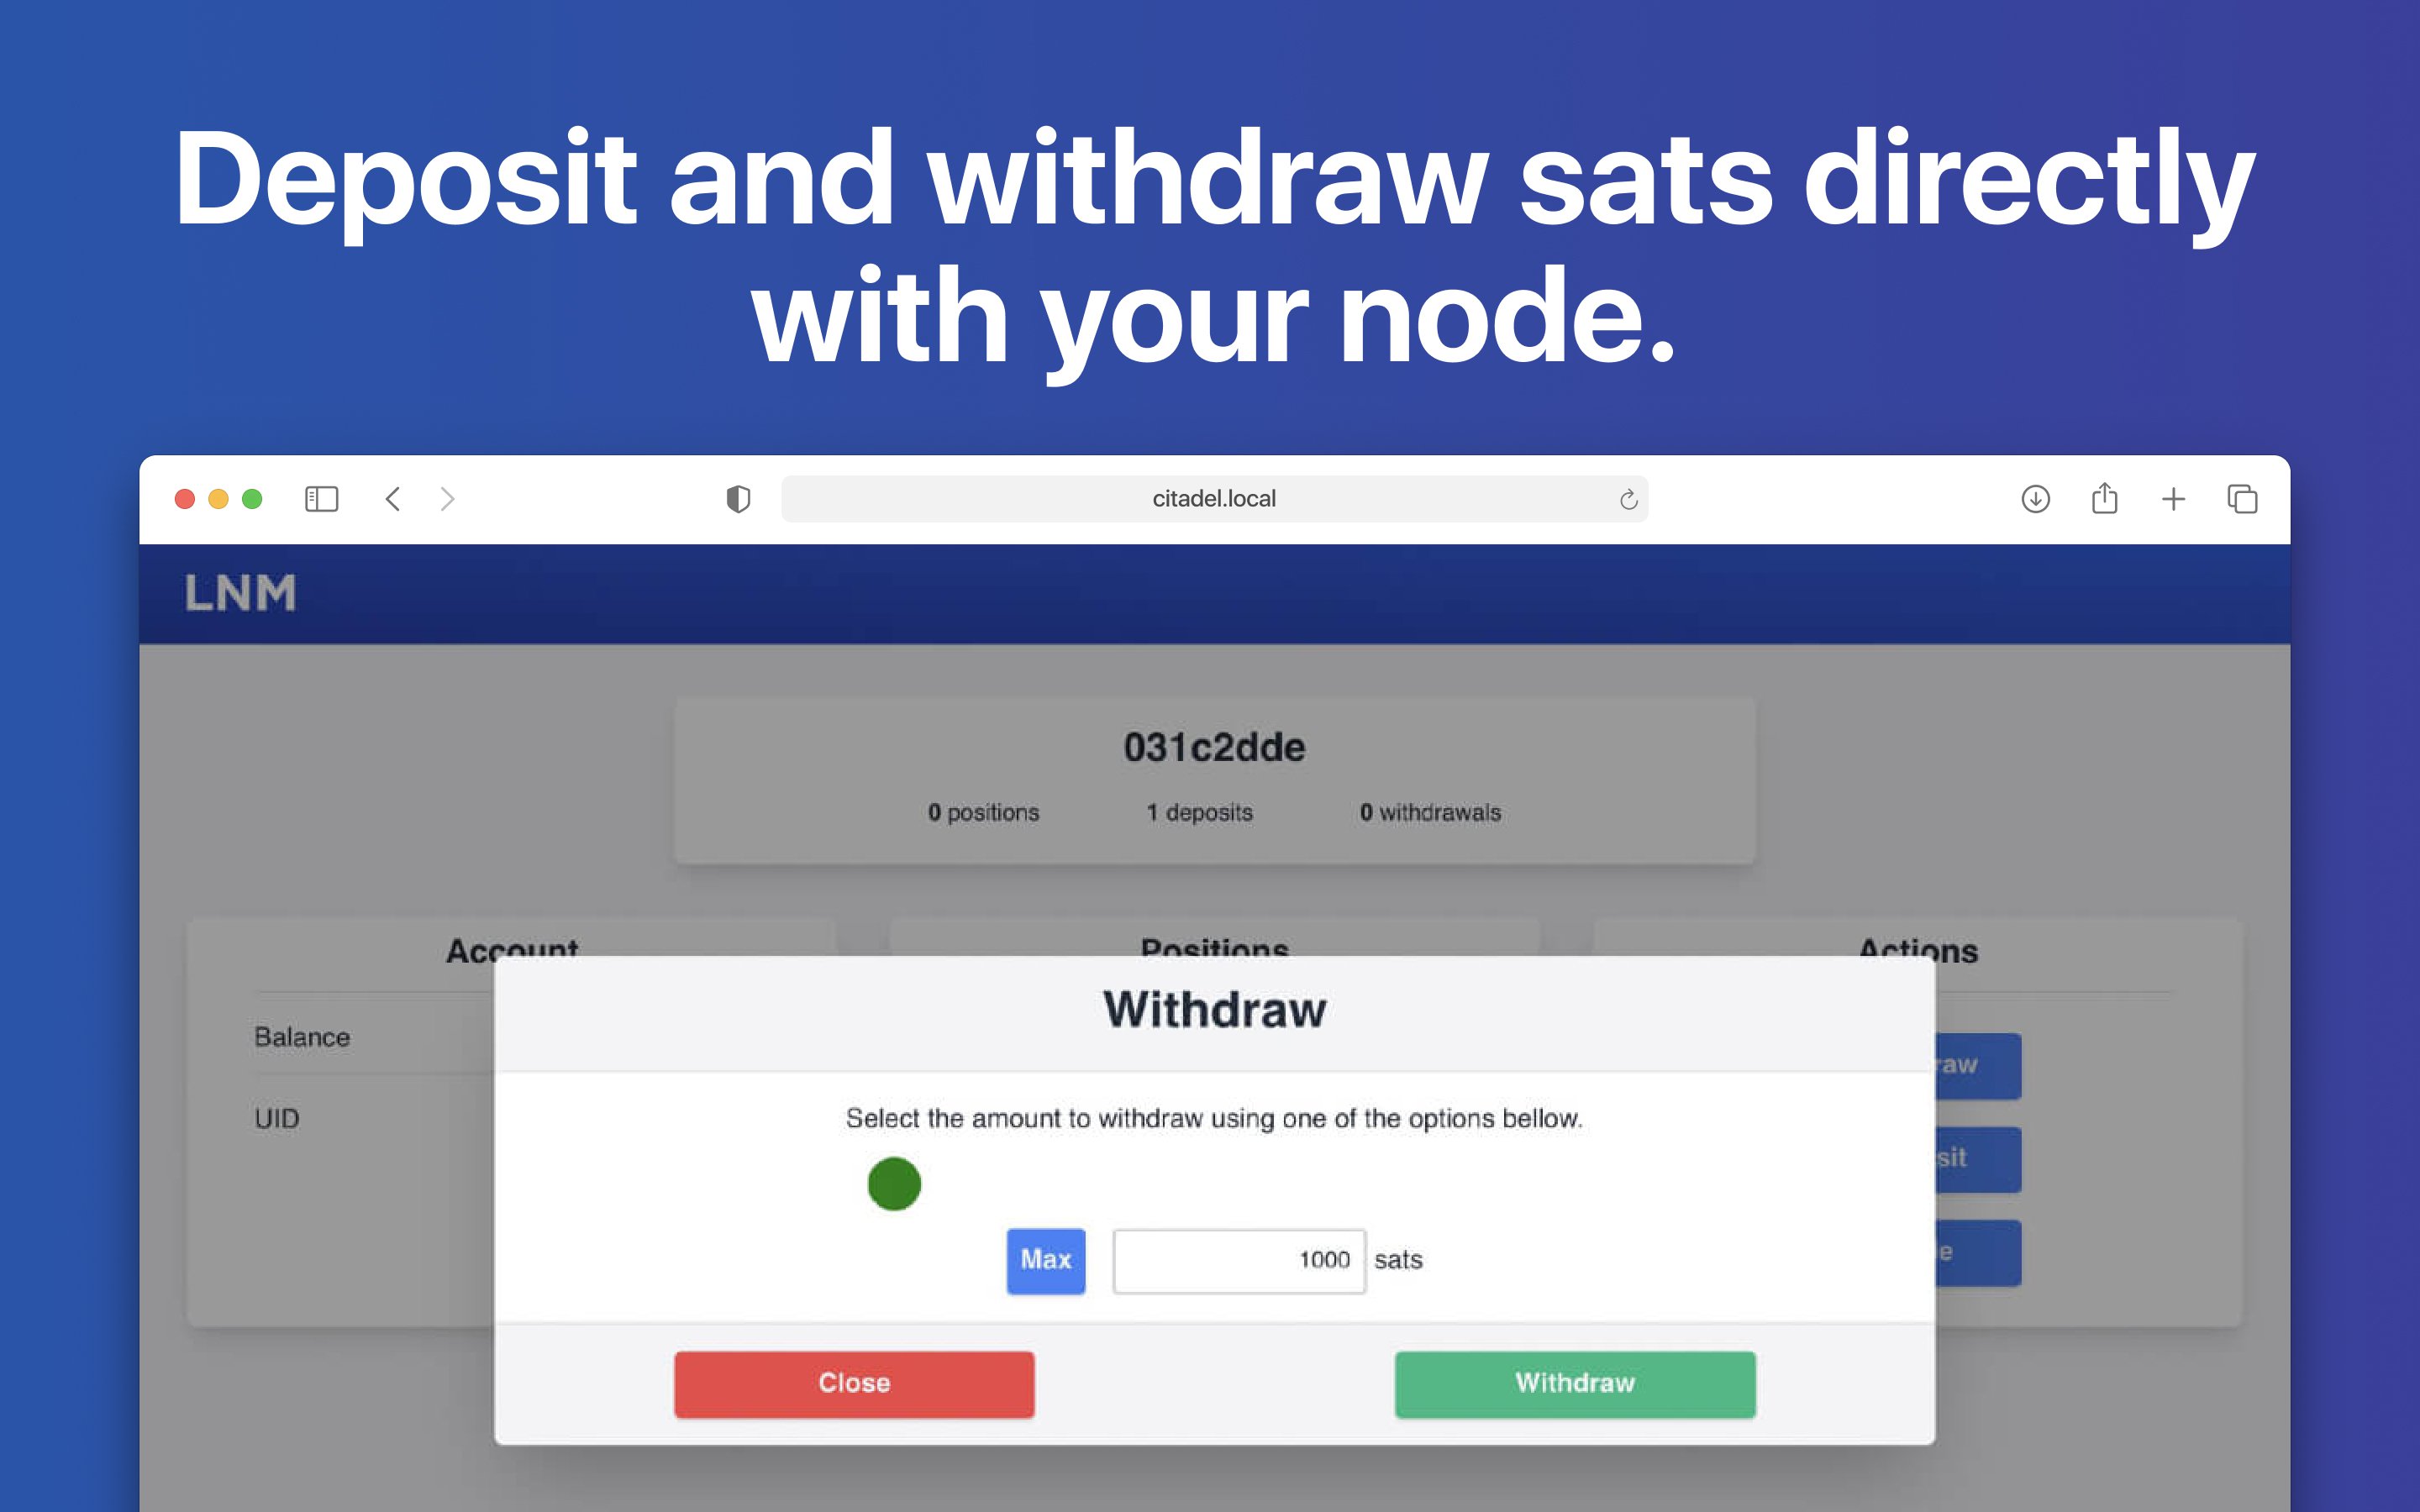 Deposit and withdraw sats directly
with your node.
citadel.local
LNM
031c2dde
0 positions 1 deposits 0 withdrawals
Account Positions Actions
Withdraw
Balance
UID
Select the amount to withdraw using one of the options bellow.
Max 1000 sats
Close Withdraw